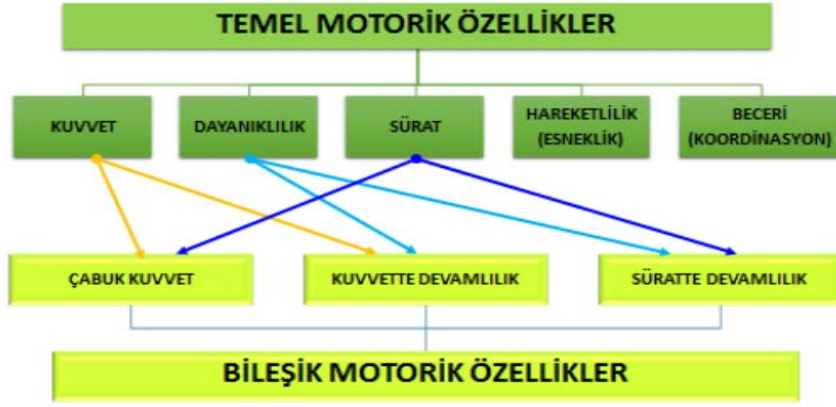 TEMEL MOTORİK ÖZELLİKLER
KUVVET
DAYANIKLILIK
SÜRAT
HAREKETLİLİK
(ESNEKLİK)
BECERİ
(KOORDİNASYON)
ÇABUK KUVVET
KUVVETTE DEVAMLILIK
SÜRATTE DEVAMLILIK
BİLEŞİK MOTORİK ÖZELLİKLER